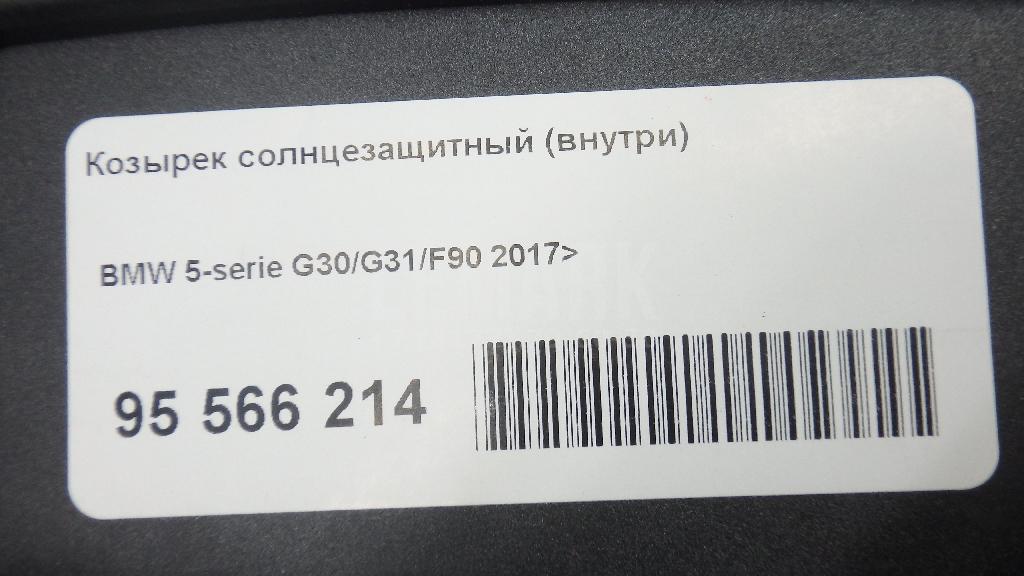 Козырек солнцезащитный (внутри)
BMW 5-serie G30/G31/F90 2017>
95 566 214